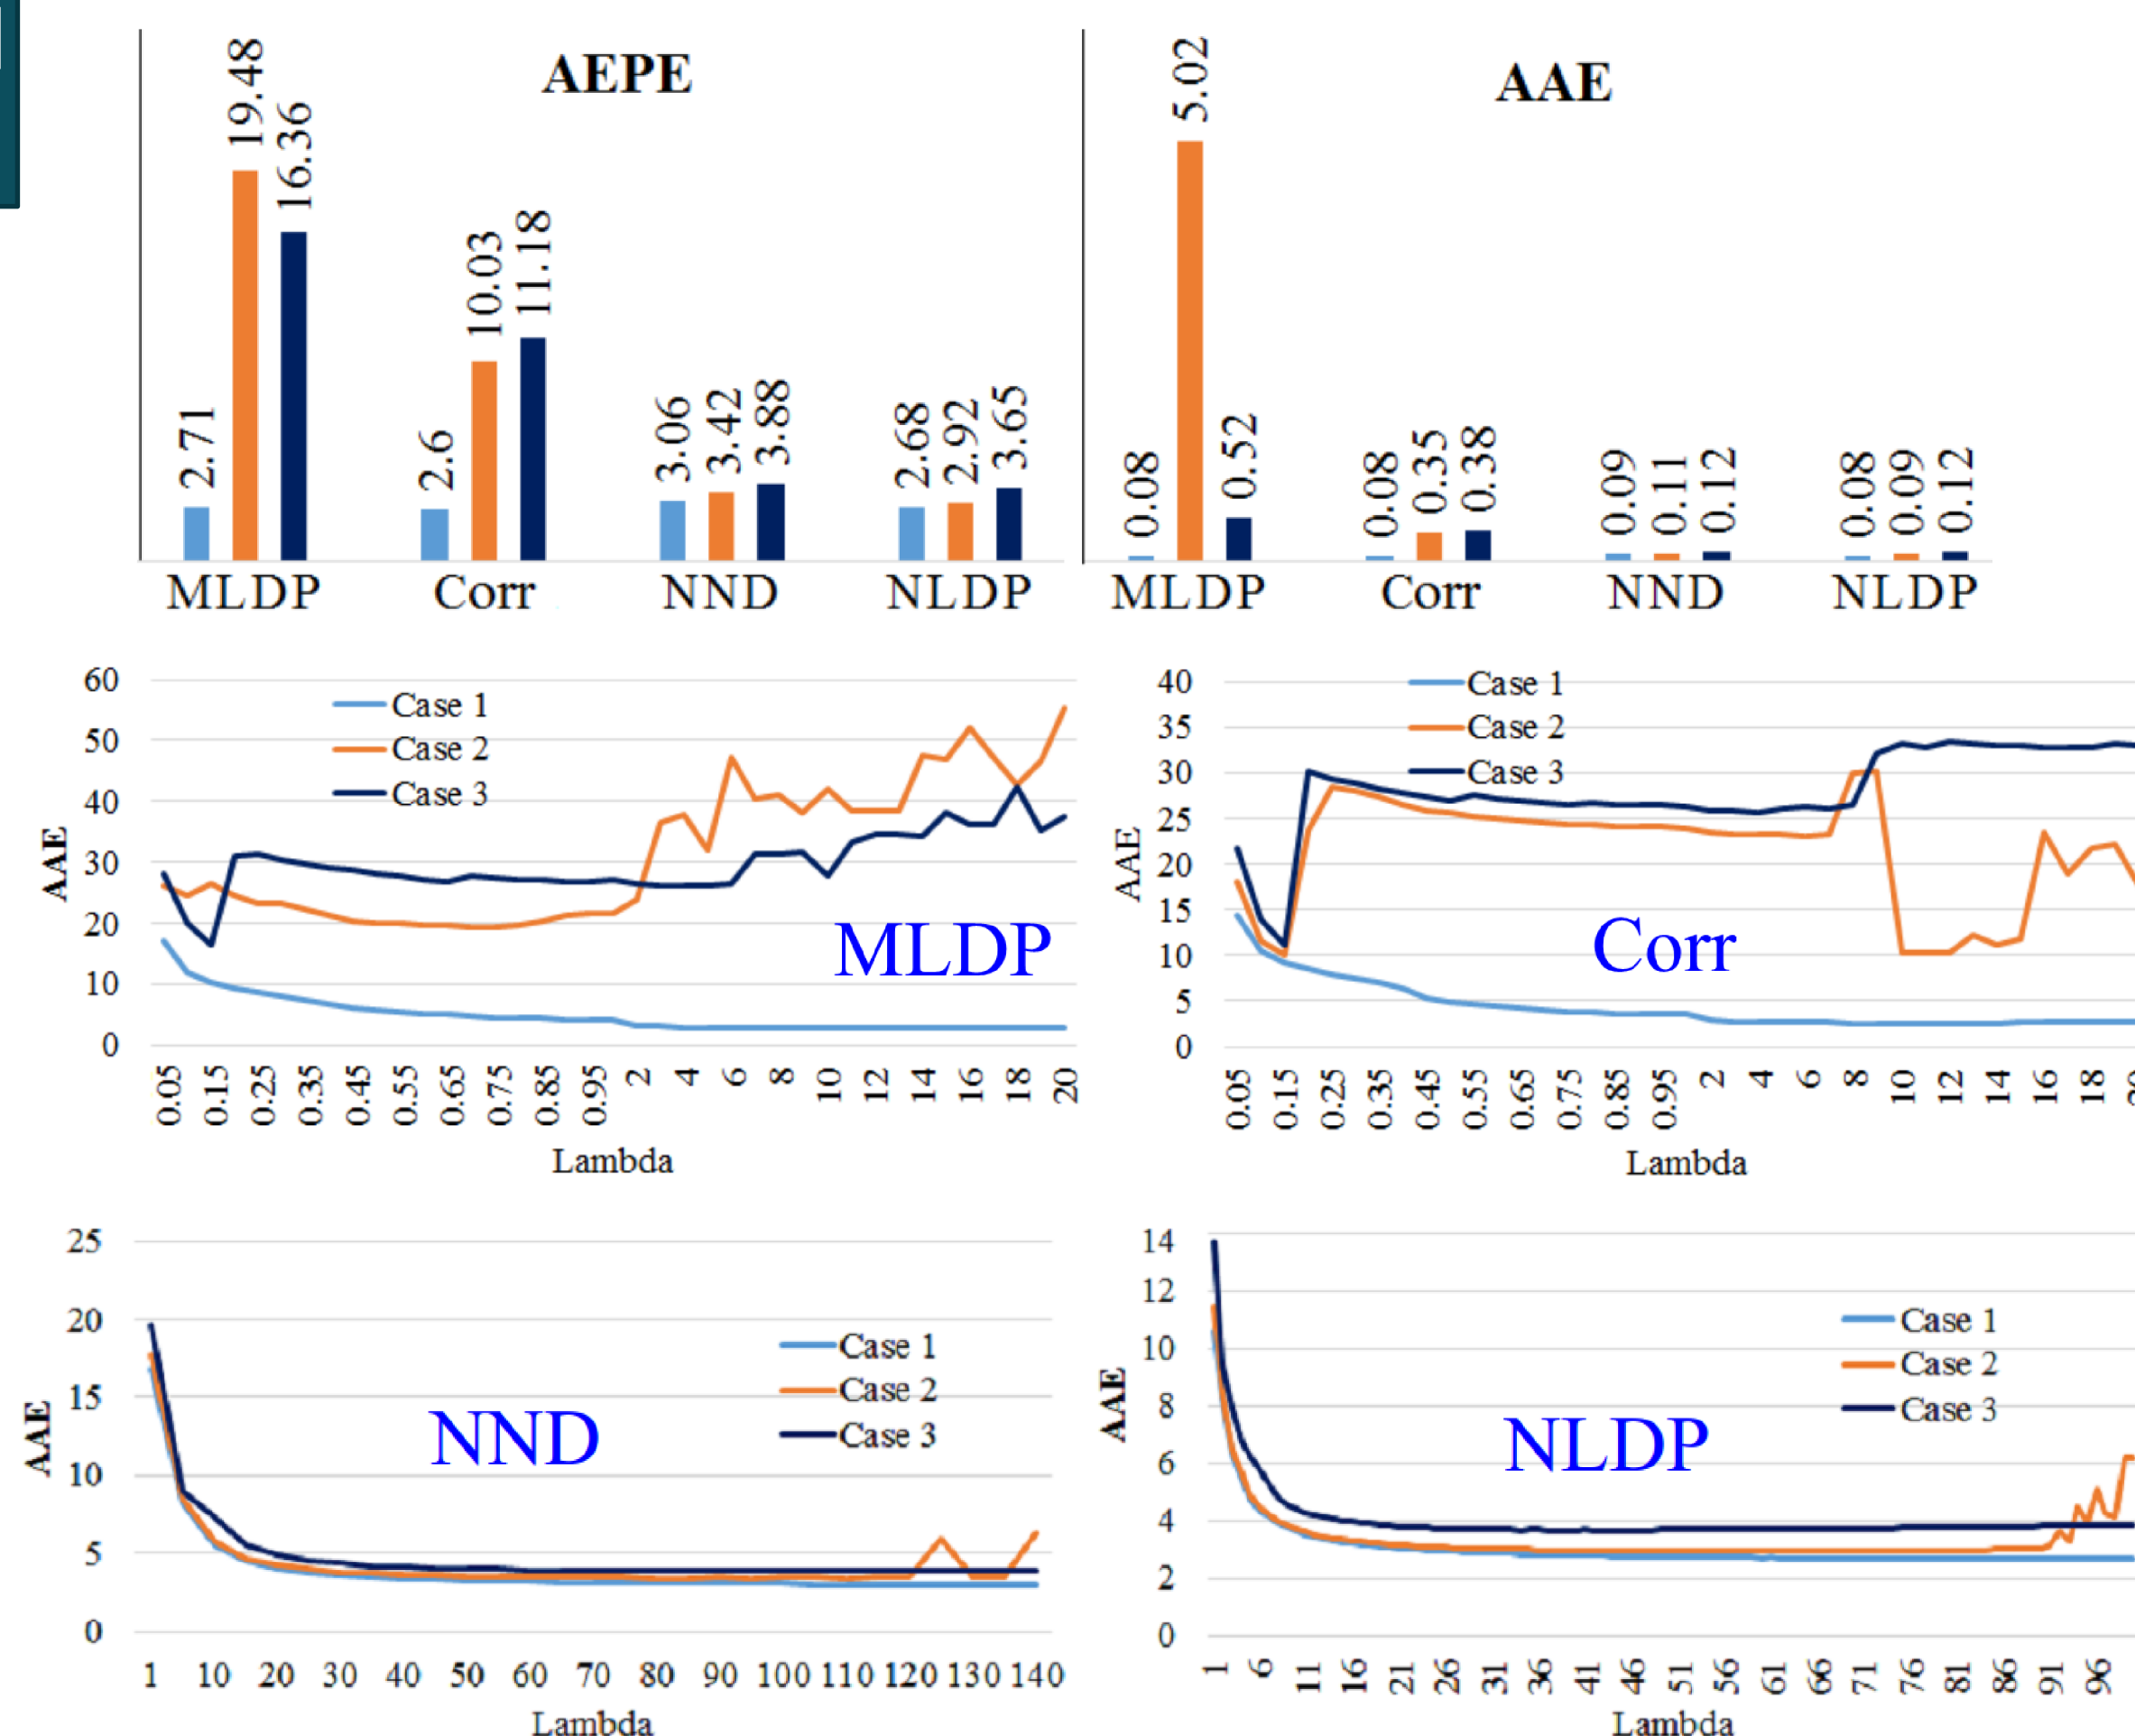 AEPE
2.71
19.48
16.36
2.6
10.03
11.18
3.06
3.42
3.88
2.68
2.92
3.65
MLDP Corr NND NLDP
AAE
0.08
5.02
0.52
0.08
0.35
0.38
0.09
0.11
0.12
0.08
0.09
0.12
MLDP Corr NND NLDP
60
50
40
30
20
10
0
AAE
Case 1
Case 2
Case 3
MLDP
0.05 0.15 0.25 0.35 0.45 0.55 0.65 0.75 0.85 0.95 2 4 6 8 10 12 14 16 18 20
Lambda
40
35
30
25
20
15
10
5
0
AAE
Case 1
Case 2
Case 3
Corr
0.05 0.15 0.25 0.35 0.45 0.55 0.65 0.75 0.85 0.95 2 4 6 8 10 12 14 16 18 20
Lambda
25
20
15
10
5
0
AAE
Case 1
Case 2
Case 3
NND
1 10 20 30 40 50 60 70 80 90 100 110 120 130 140
Lambda
14
12
10
8
6
4
2
0
AAE
Case 1
Case 2
Case 3
NLDP
1 6 11 16 21 26 31 36 41 46 51 56 61 66 71 76 81 86 91 96
Lambda